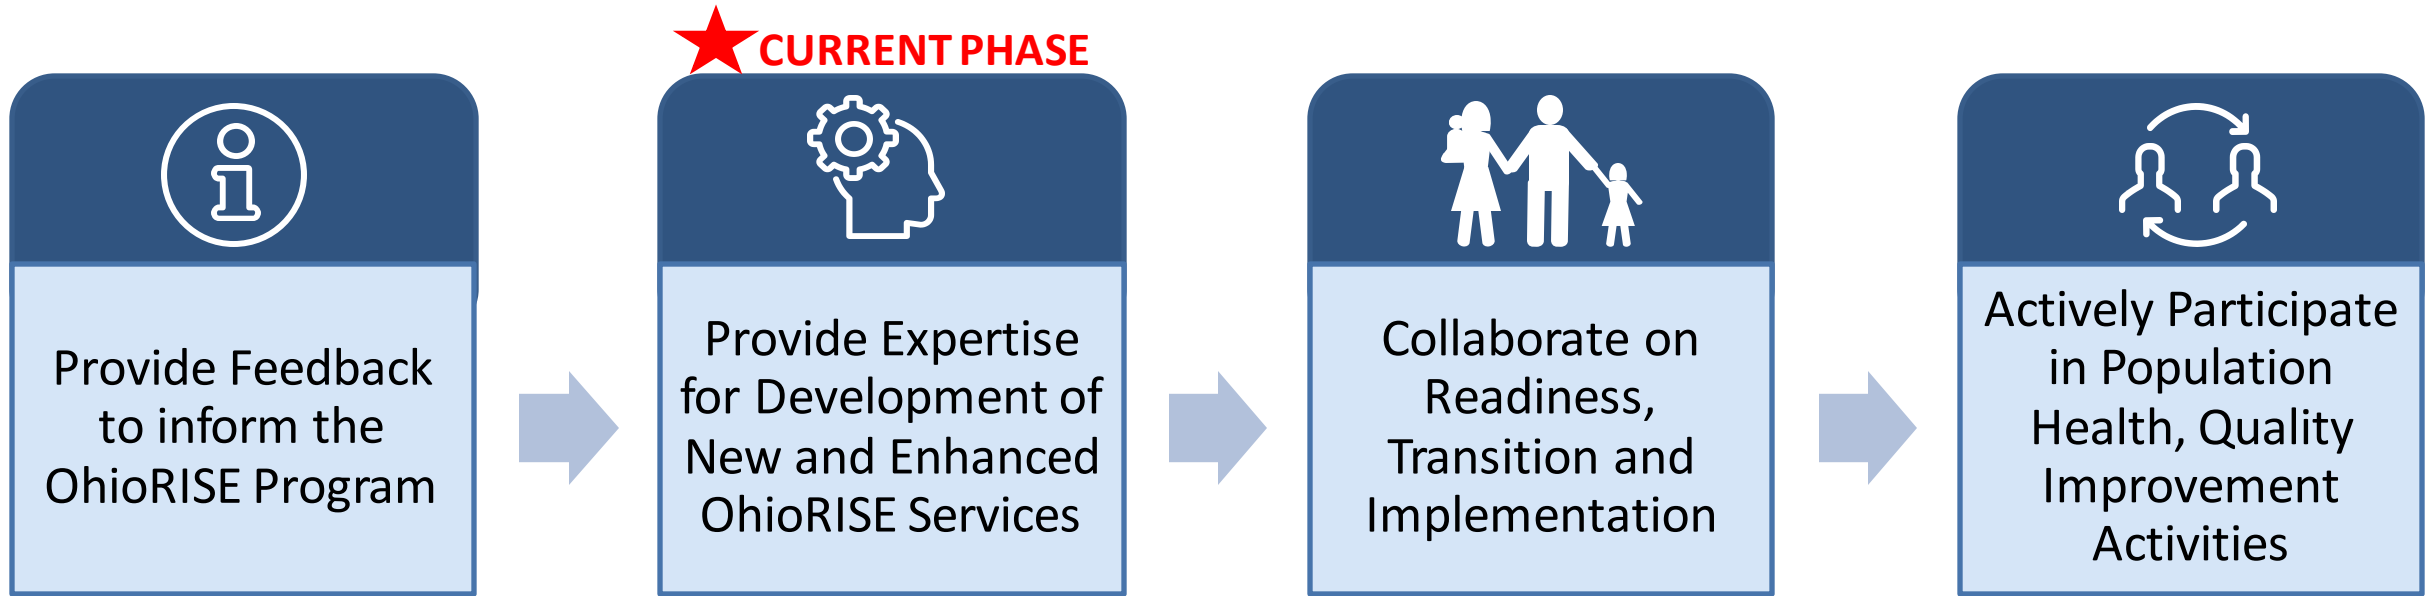 CURRENT PHASE
Provide Feedback
to inform the
OhioRISE Program
Provide Expertise
for Development of
New and Enhanced
OhioRISE Services
Collaborate on
Readiness,
Transition and
Implementation
Actively Participate
in Population
Health, Quality
Improvement
Activities